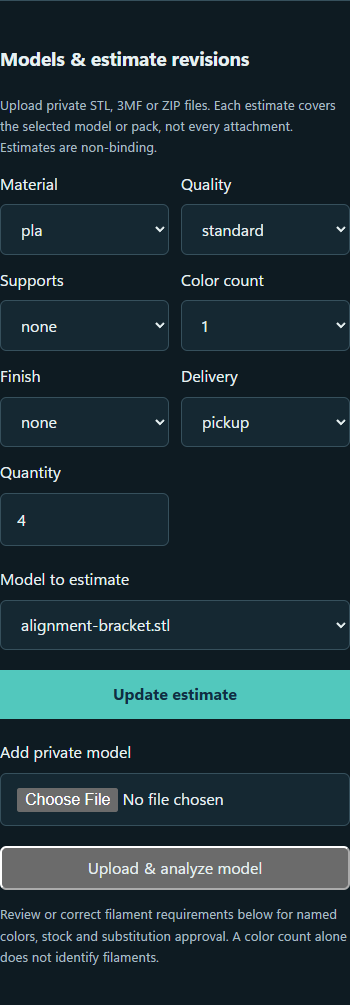 Models & estimate revisions
Upload private STL, 3MF or ZIP files. Each estimate covers
the selected model or pack, not every attachment.
Estimates are non-binding.
Material
Quality
pla
standard
Supports
Color count
none
1
Finish
Delivery
none
pickup
Quantity
4
Model to estimate
alignment-bracket.stl
Update estimate
Add private model
Choose File No file chosen
Upload & analyze model
Review or correct filament requirements below for named
colors, stock and substitution approval. A color count alone
does not identify filaments.